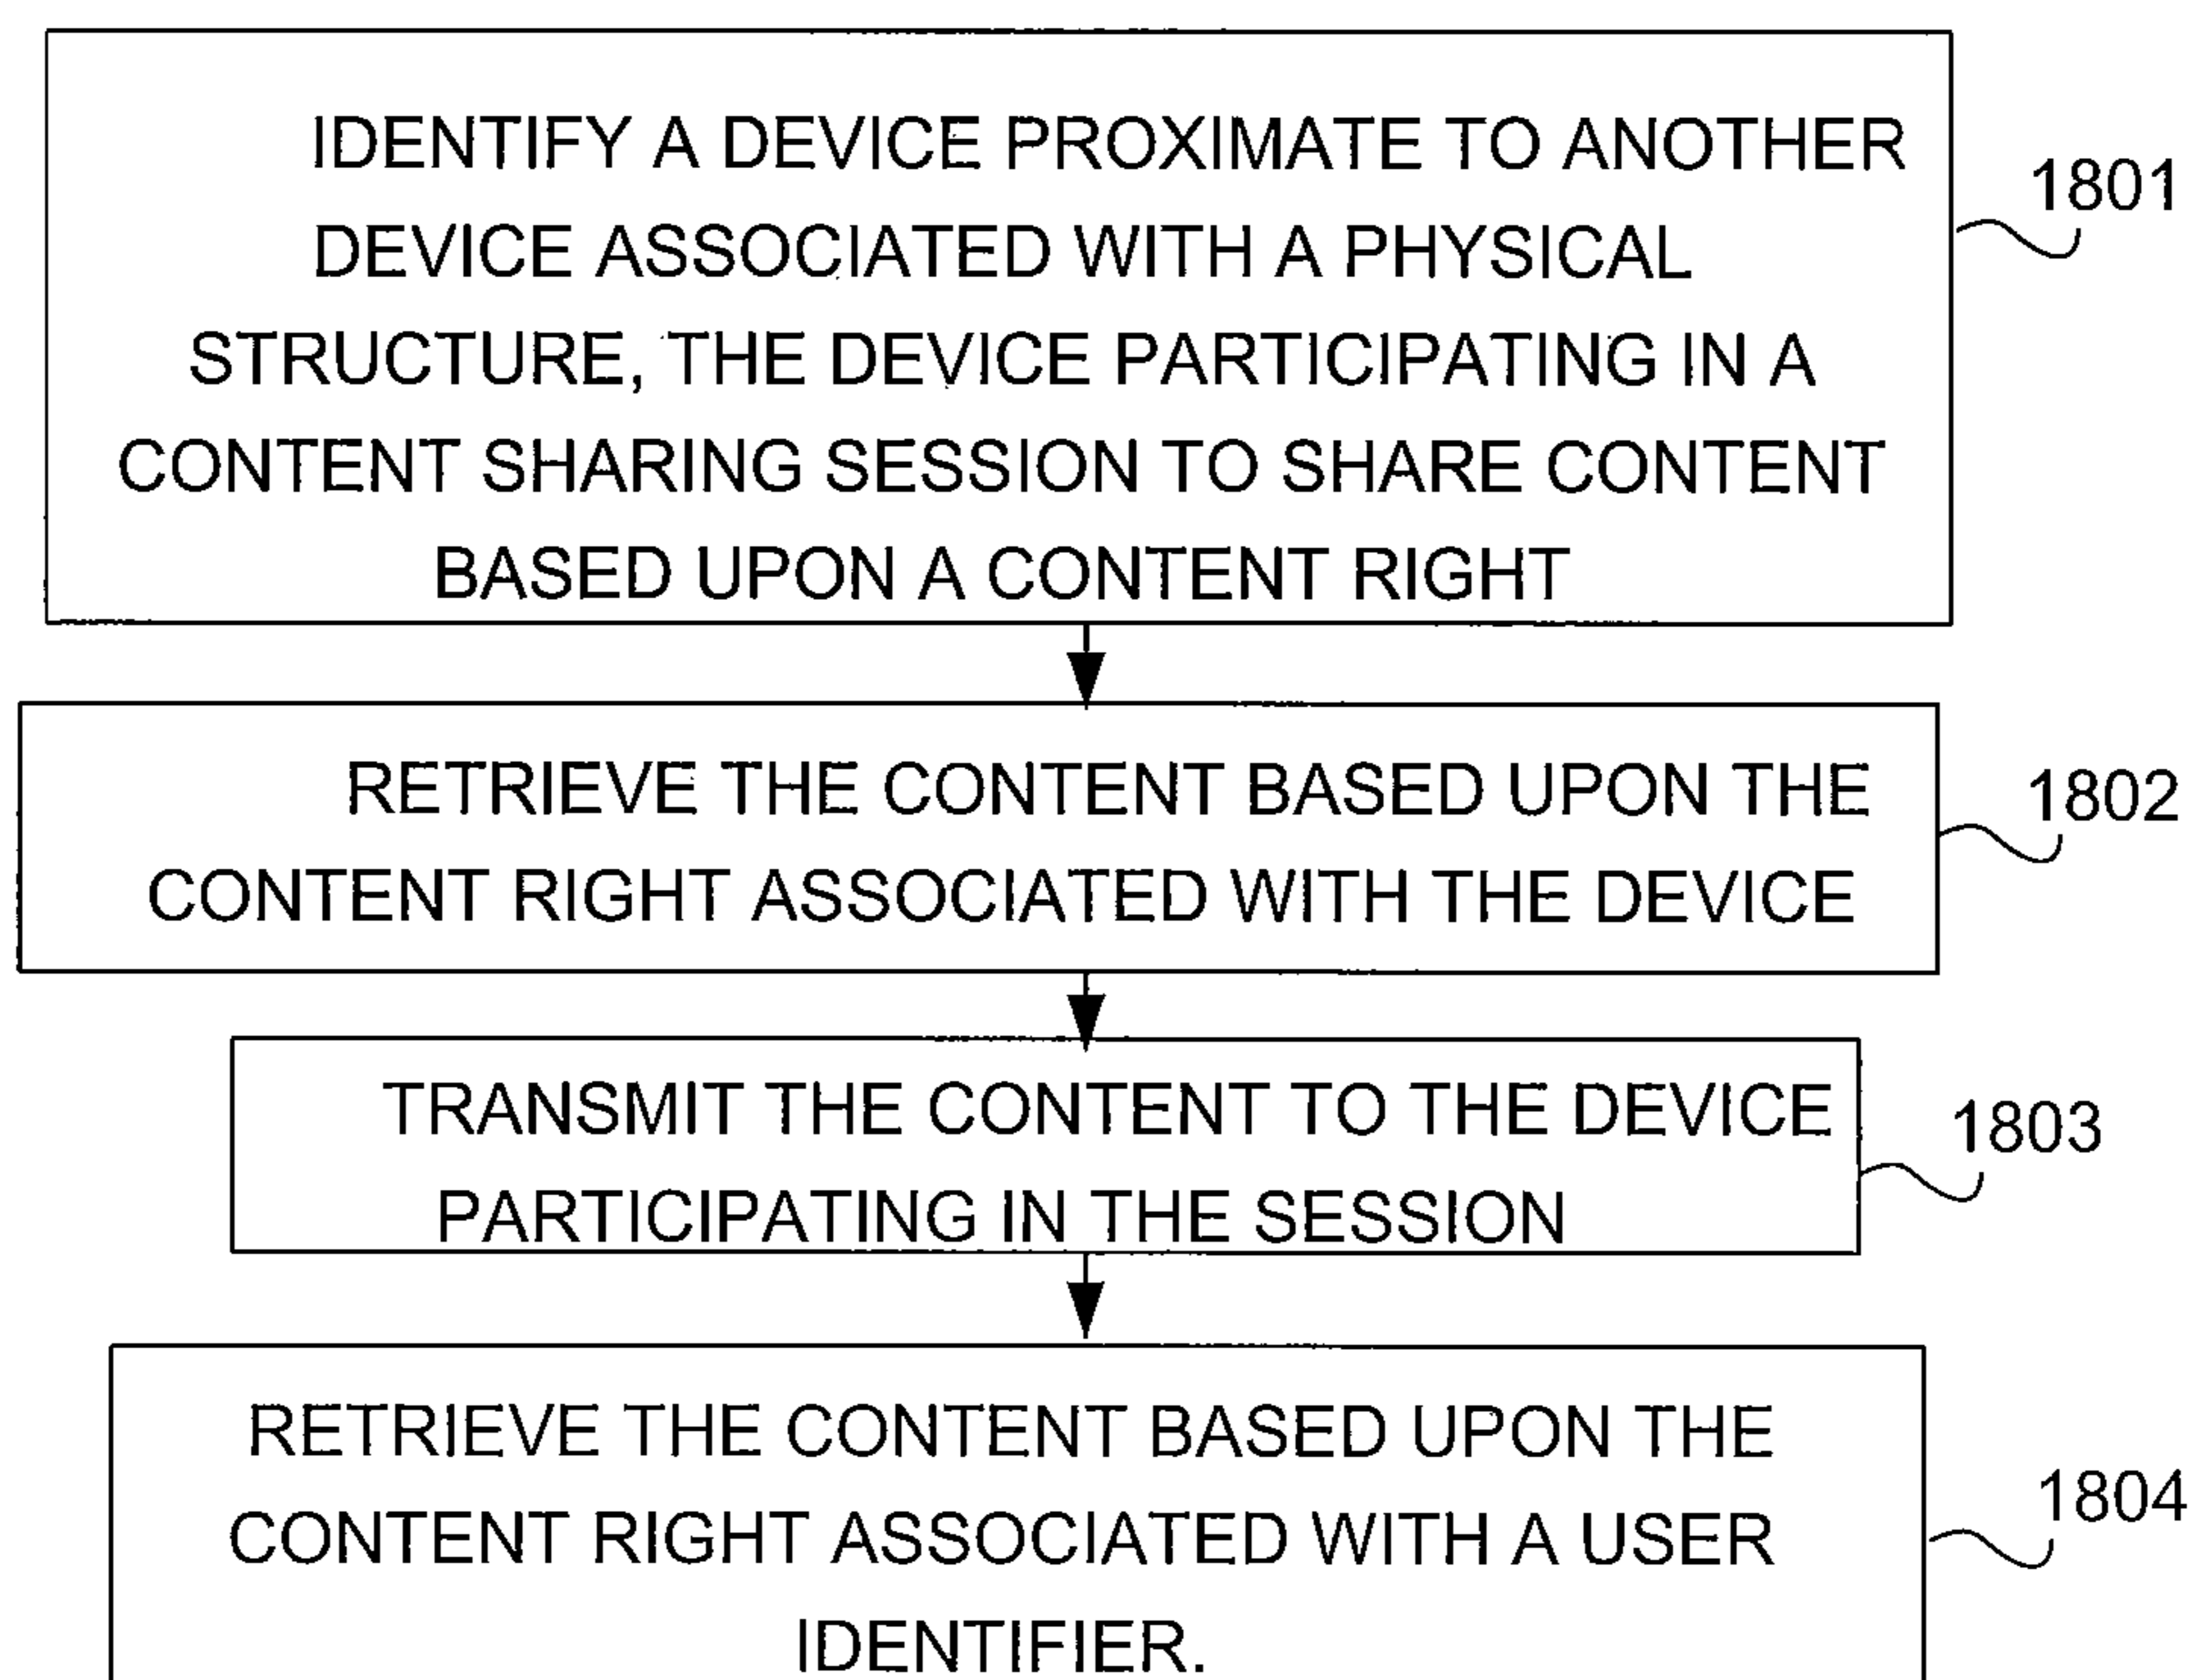 IDENTIFY A DEVICE PROXIMATE TO ANOTHER
DEVICE ASSOCIATED WITH A PHYSICAL
STRUCTURE, THE DEVICE PARTICIPATING IN A
CONTENT SHARING SESSION TO SHARE CONTENT
BASED UPON A CONTENT RIGHT
1801
RETRIEVE THE CONTENT BASED UPON THE
CONTENT RIGHT ASSOCIATED WITH THE DEVICE
1802
TRANSMIT THE CONTENT TO THE DEVICE
PARTICIPATING IN THE SESSION
1803
RETRIEVE THE CONTENT BASED UPON THE
CONTENT RIGHT ASSOCIATED WITH A USER
IDENTIFIER.
1804